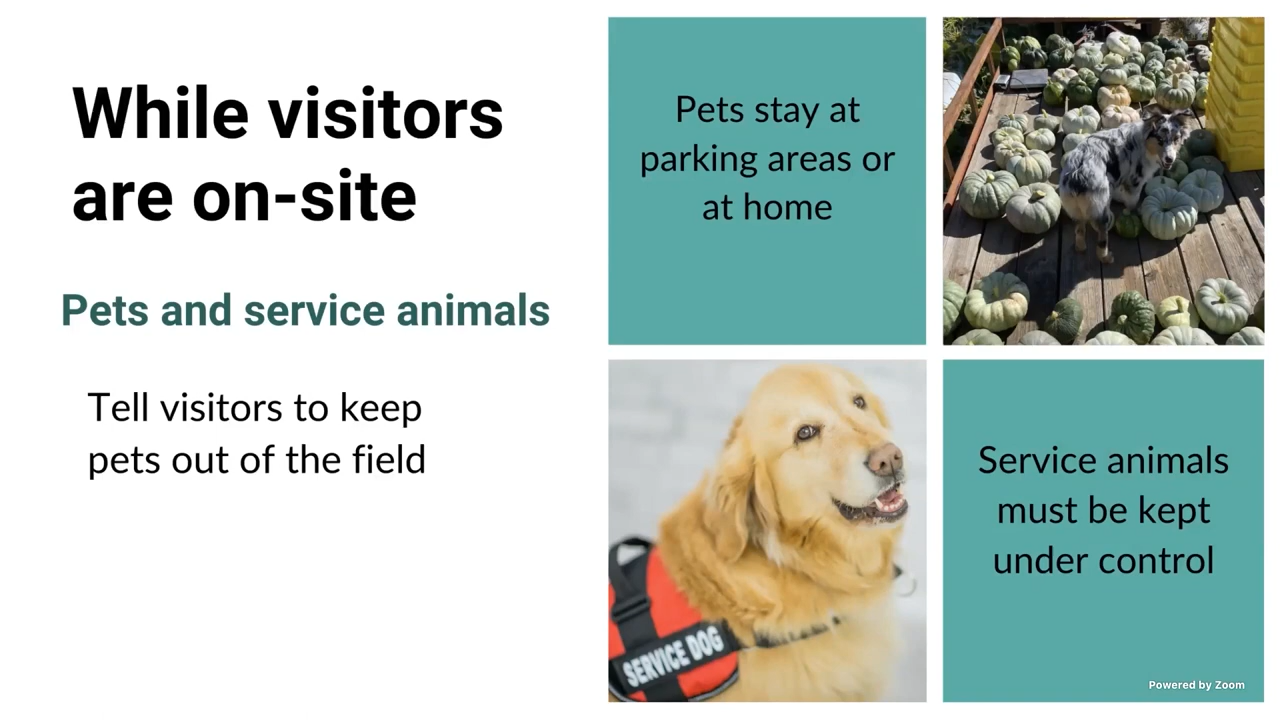 While visitors
are on-site
Pets and service animals
Tell visitors to keep
pets out of the field
Pets stay at
parking areas or
at home
SERVICE DOG
Service animals
must be kept
under control
Powered by Zoom